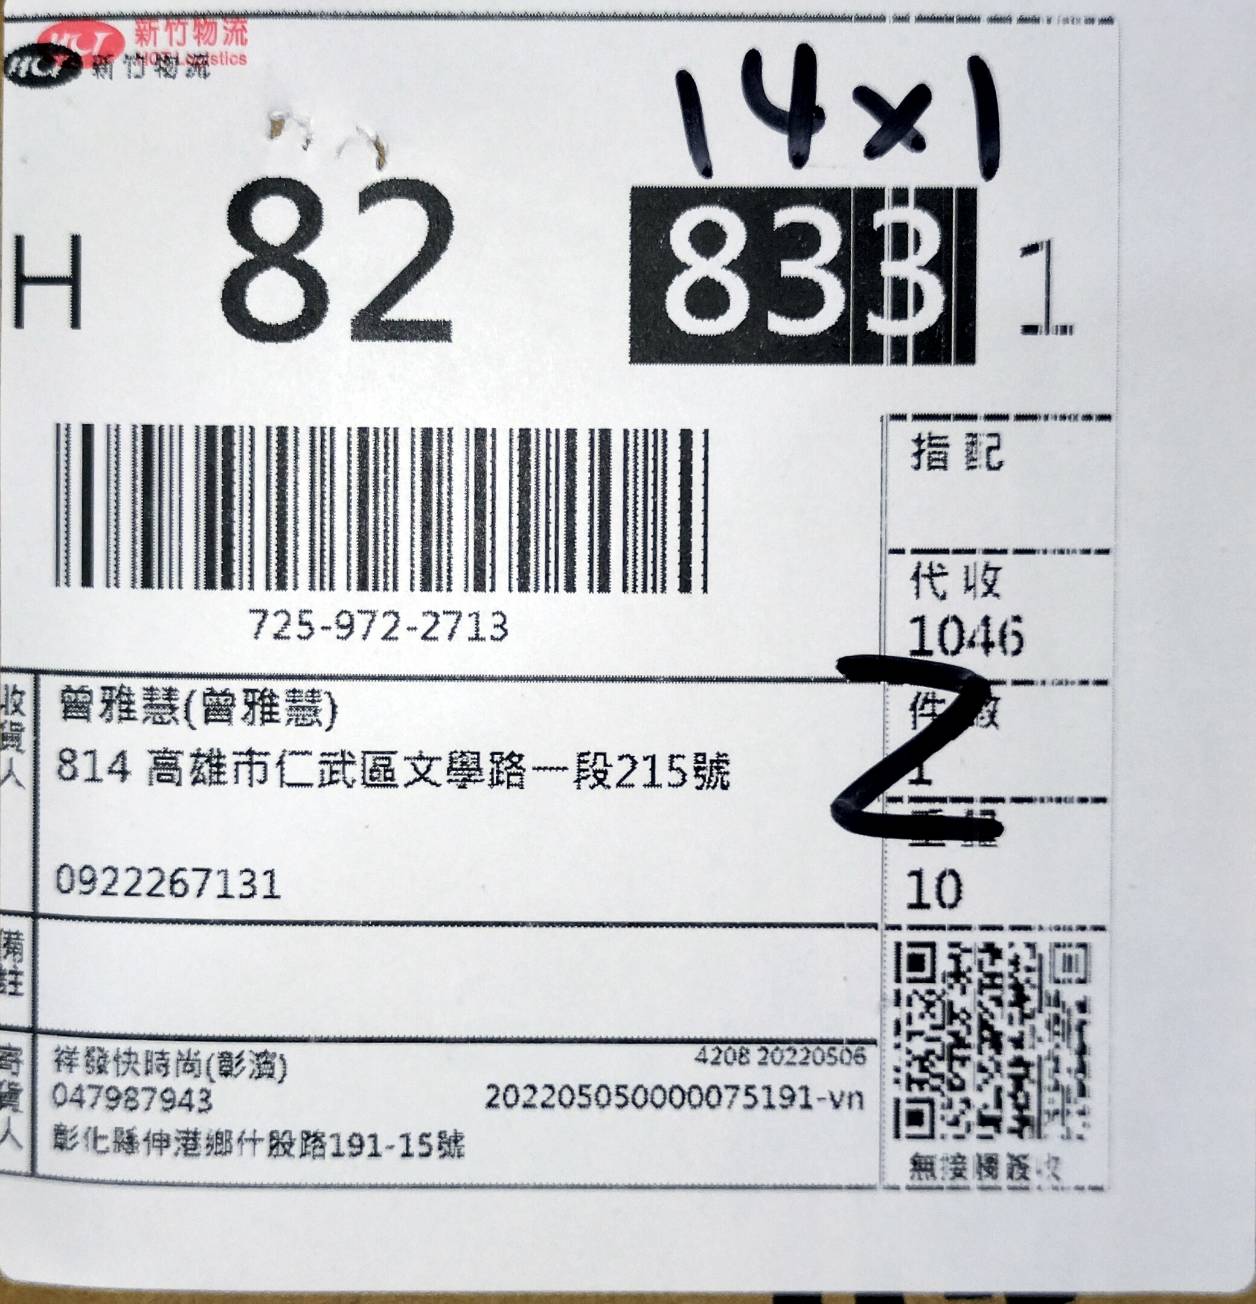 HCT 新竹物流
HCT Logistics
HCT 新竹物流
14x1
H 82 833 1
指配
725-972-2713
代收
1046
件數
1
重量
10
收貨人
曾雅慧(曾雅慧)
814 高雄市仁武區文學路一段215號
0922267131
2
備註
寄貨人
祥發快時尚(彰濱)
4208 20220506
047987943
202205050000075191-vn
彰化縣伸港鄉什股路191-15號
無接觸簽收